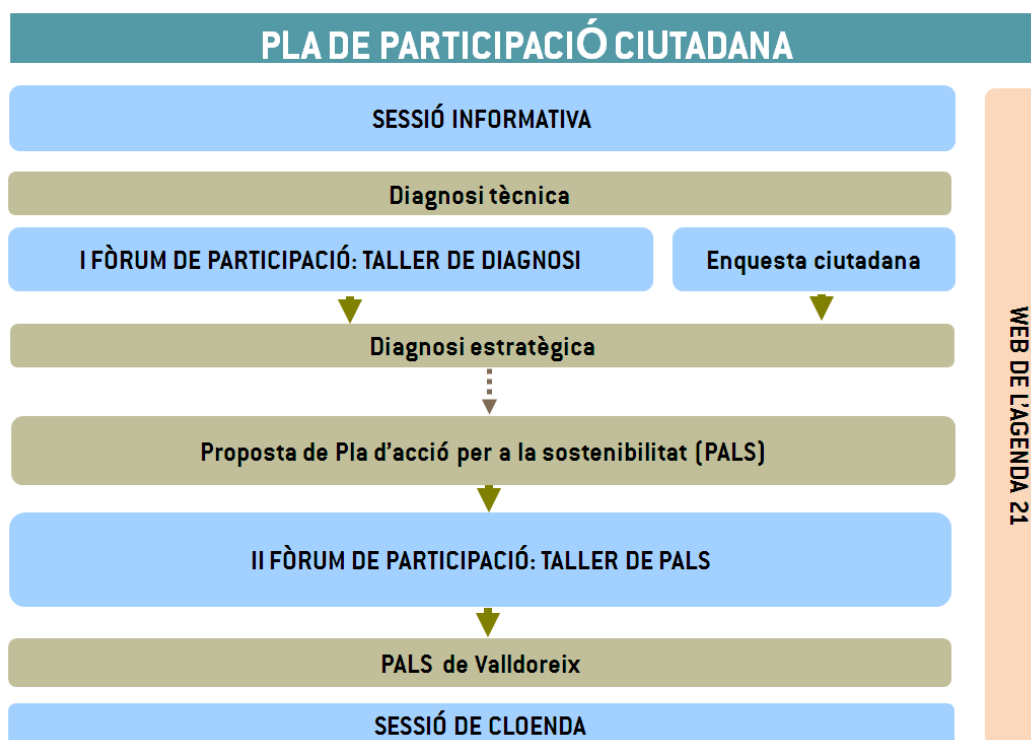 PLA DE PARTICIPACIÓ CIUTADANA
SESSIÓ INFORMATIVA
Diagnosi tècnica
I FÒRUM DE PARTICIPACIÓ: TALLER DE DIAGNOSI
Enquesta ciutadana
Diagnosi estratègica
Proposta de Pla d'acció per a la sostenibilitat (PALS)
II FÒRUM DE PARTICIPACIÓ: TALLER DE PALS
PALS de Valldoreix
SESSIÓ DE CLOENDA
WEB DE L'AGENDA 21